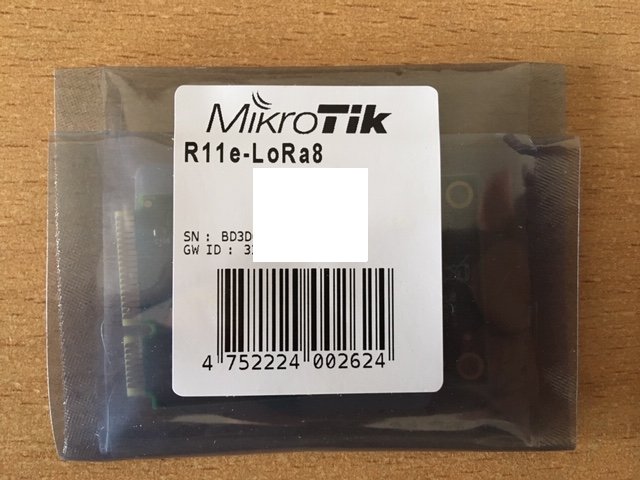 MikroTik
R11e-LoRa8
SN : BD3D
GW ID : 3
4 752224 002624